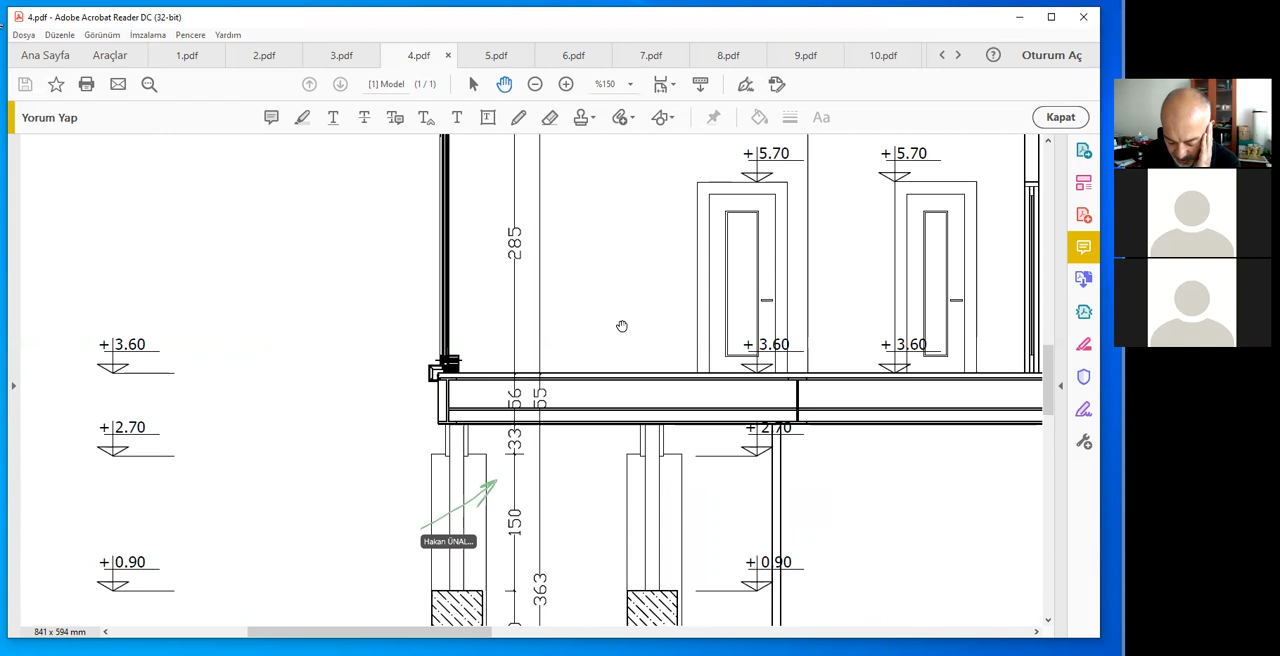 4.pdf - Adobe Acrobat Reader DC (32-bit)
Dosya Düzenle Görünüm İmzalama Pencere Yardım
Ana Sayfa Araçlar 1.pdf 2.pdf 3.pdf 4.pdf × 5.pdf 6.pdf 7.pdf 8.pdf 9.pdf 10.pdf Oturum Aç
[1] Model (1 / 1) %150
Yorum Yap Aa Kapat
+5.70 +5.70
285
+3.60 +3.60 +3.60
56 55
+2.70 33 +2.70
150
Hakan ÜNAL...
+0.90 +0.90
363
841 x 594 mm